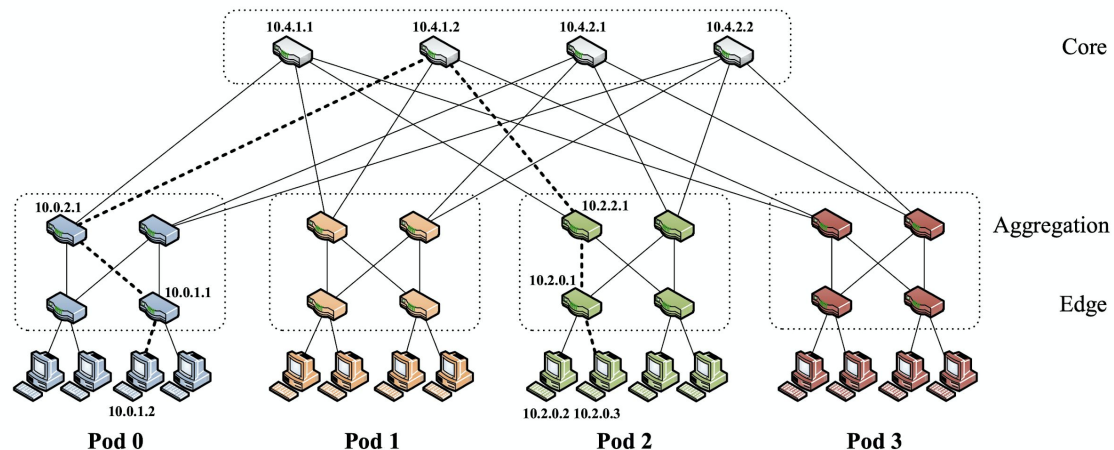 10.4.1.1 10.4.1.2 10.4.2.1 10.4.2.2
Core
10.0.2.1 10.2.2.1
Aggregation
10.0.1.1 10.2.0.1
Edge
10.0.1.2 10.2.0.2 10.2.0.3
Pod 0 Pod 1 Pod 2 Pod 3